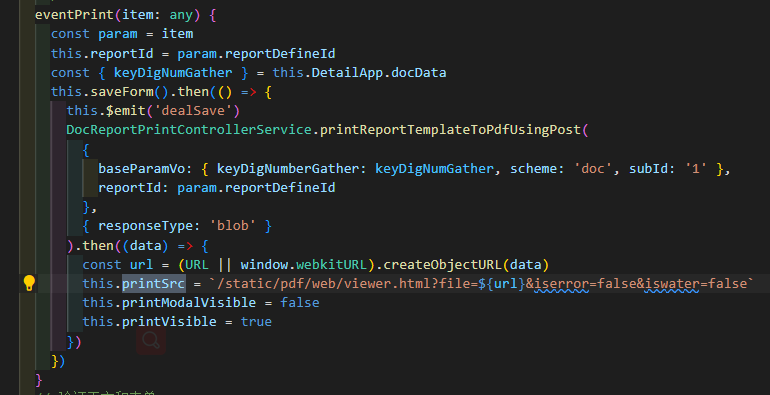 eventPrint(item: any) {
const param = item
this.reportId = param.reportDefineId
const { keyDigNumGather } = this.DetailApp.docData
this.saveForm().then(() => {
this.$emit('dealSave')
DocReportPrintControllerService.printReportTemplateToPdfUsingPost(
{
baseParamVo: { keyDigNumberGather: keyDigNumGather, scheme: 'doc', subId: '1' },
reportId: param.reportDefineId
},
{ responseType: 'blob' }
).then((data) => {
const url = (URL || window.webkitURL).createObjectURL(data)
this.printSrc = `/static/pdf/web/viewer.html?file=${url}&iserror=false&iswater=false`
this.printModalVisible = false
this.printVisible = true
})
})
}